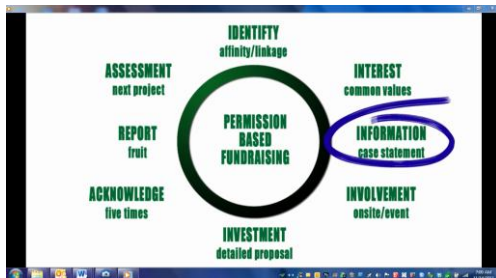 IDENTIFTY
affinity/linkage
ASSESSMENT
next project
INTEREST
common values
REPORT
fruit
PERMISSION
BASED
FUNDRAISING
INFORMATION
case statement
ACKNOWLEDGE
five times
INVOLVEMENT
onsite/event
INVESTMENT
detailed proposal